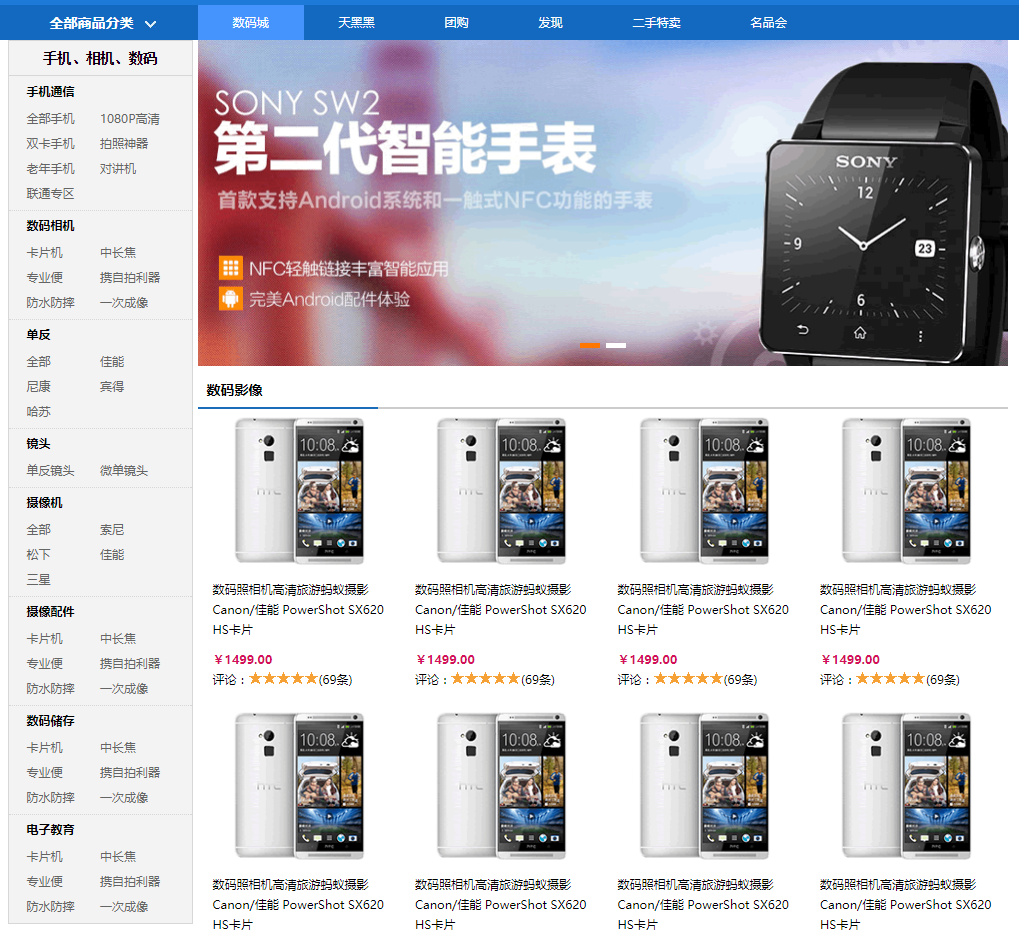 全部商品分类 数码城 天黑黑 团购 发现 二手特卖 名品会
手机、相机、数码
手机通信
全部手机 1080P高清
双卡手机 拍照神器
老年手机 对讲机
联通专区
数码相机
卡片机 中长焦
专业便 携自拍利器
防水防摔 一次成像
单反
全部 佳能
尼康 宾得
哈苏
镜头
单反镜头 微单镜头
摄像机
全部 索尼
松下 佳能
三星
摄像配件
卡片机 中长焦
专业便 携自拍利器
防水防摔 一次成像
数码储存
卡片机 中长焦
专业便 携自拍利器
防水防摔 一次成像
电子教育
卡片机 中长焦
专业便 携自拍利器
防水防摔 一次成像
SONY SW2
第二代智能手表
首款支持Android系统和一触式NFC功能的手表
NFC轻触链接丰富智能应用
完美Android配件体验
SONY
12
9
23
6
数码影像
10:08 10:08 10:08 10:08
数码照相机高清旅游蚂蚁摄影 数码照相机高清旅游蚂蚁摄影 数码照相机高清旅游蚂蚁摄影 数码照相机高清旅游蚂蚁摄影
Canon/佳能 PowerShot SX620 Canon/佳能 PowerShot SX620 Canon/佳能 PowerShot SX620 Canon/佳能 PowerShot SX620
HS卡片 HS卡片 HS卡片 HS卡片
￥1499.00 ￥1499.00 ￥1499.00 ￥1499.00
评论：★★★★★(69条) 评论：★★★★★(69条) 评论：★★★★★(69条) 评论：★★★★★(69条)
10:08 10:08 10:08 10:08
数码照相机高清旅游蚂蚁摄影 数码照相机高清旅游蚂蚁摄影 数码照相机高清旅游蚂蚁摄影 数码照相机高清旅游蚂蚁摄影
Canon/佳能 PowerShot SX620 Canon/佳能 PowerShot SX620 Canon/佳能 PowerShot SX620 Canon/佳能 PowerShot SX620
HS卡片 HS卡片 HS卡片 HS卡片